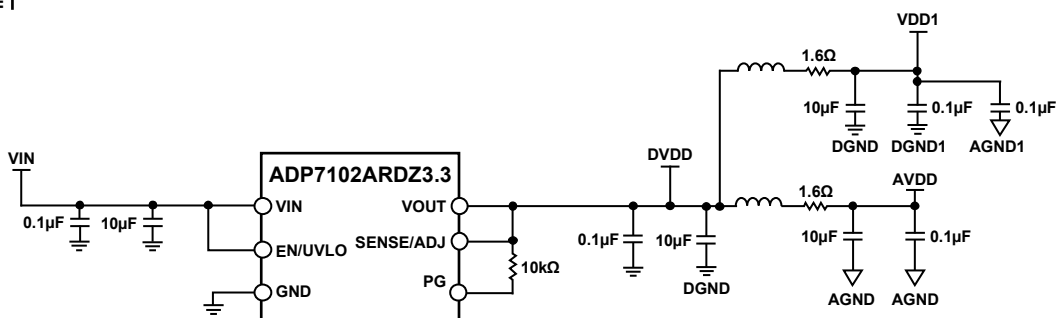 VDD1
1.6Ω
10µF
0.1µF
0.1µF
DGND
DGND1
AGND1
VIN
DVDD
ADP7102ARDZ3.3
VIN
VOUT
1.6Ω
AVDD
0.1µF
10µF
EN/UVLO
SENSE/ADJ
0.1µF
10µF
10µF
0.1µF
10kΩ
PG
GND
DGND
AGND
AGND